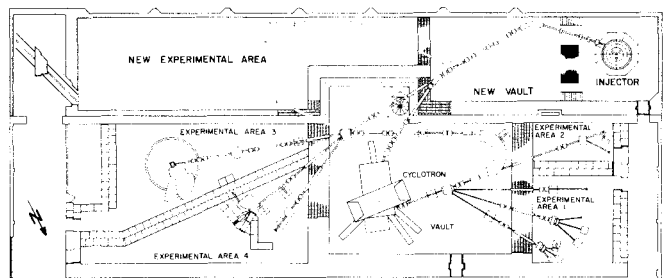 NEW EXPERIMENTAL AREA
NEW VAULT
INJECTOR
EXPERIMENTAL AREA 3
EXPERIMENTAL
AREA 2
CYCLOTRON
EXPERIMENTAL
AREA 1
VAULT
EXPERIMENTAL AREA 4
N